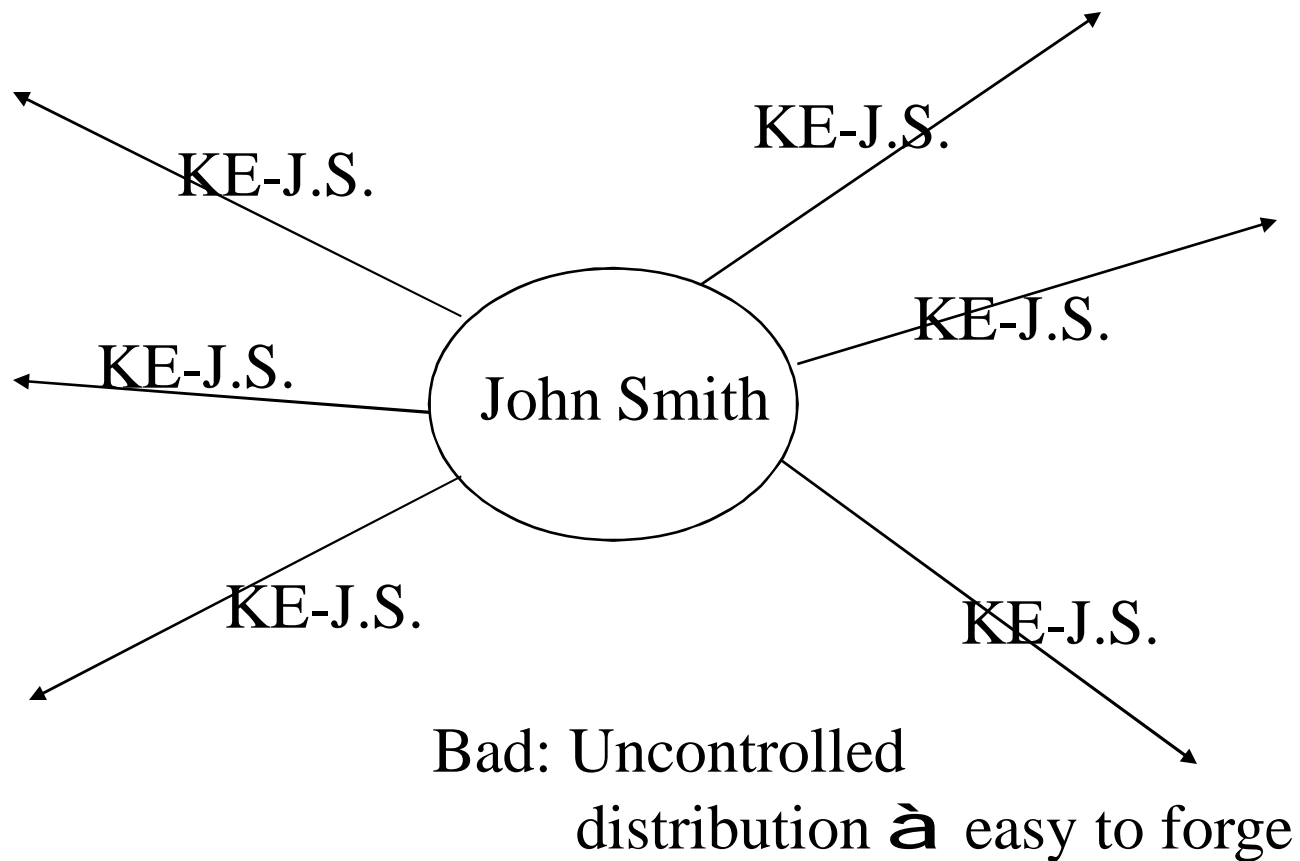 KE-J.S.
KE-J.S.
KE-J.S.
KE-J.S.
John Smith
KE-J.S.
KE-J.S.
Bad: Uncontrolled
distribution à easy to forge